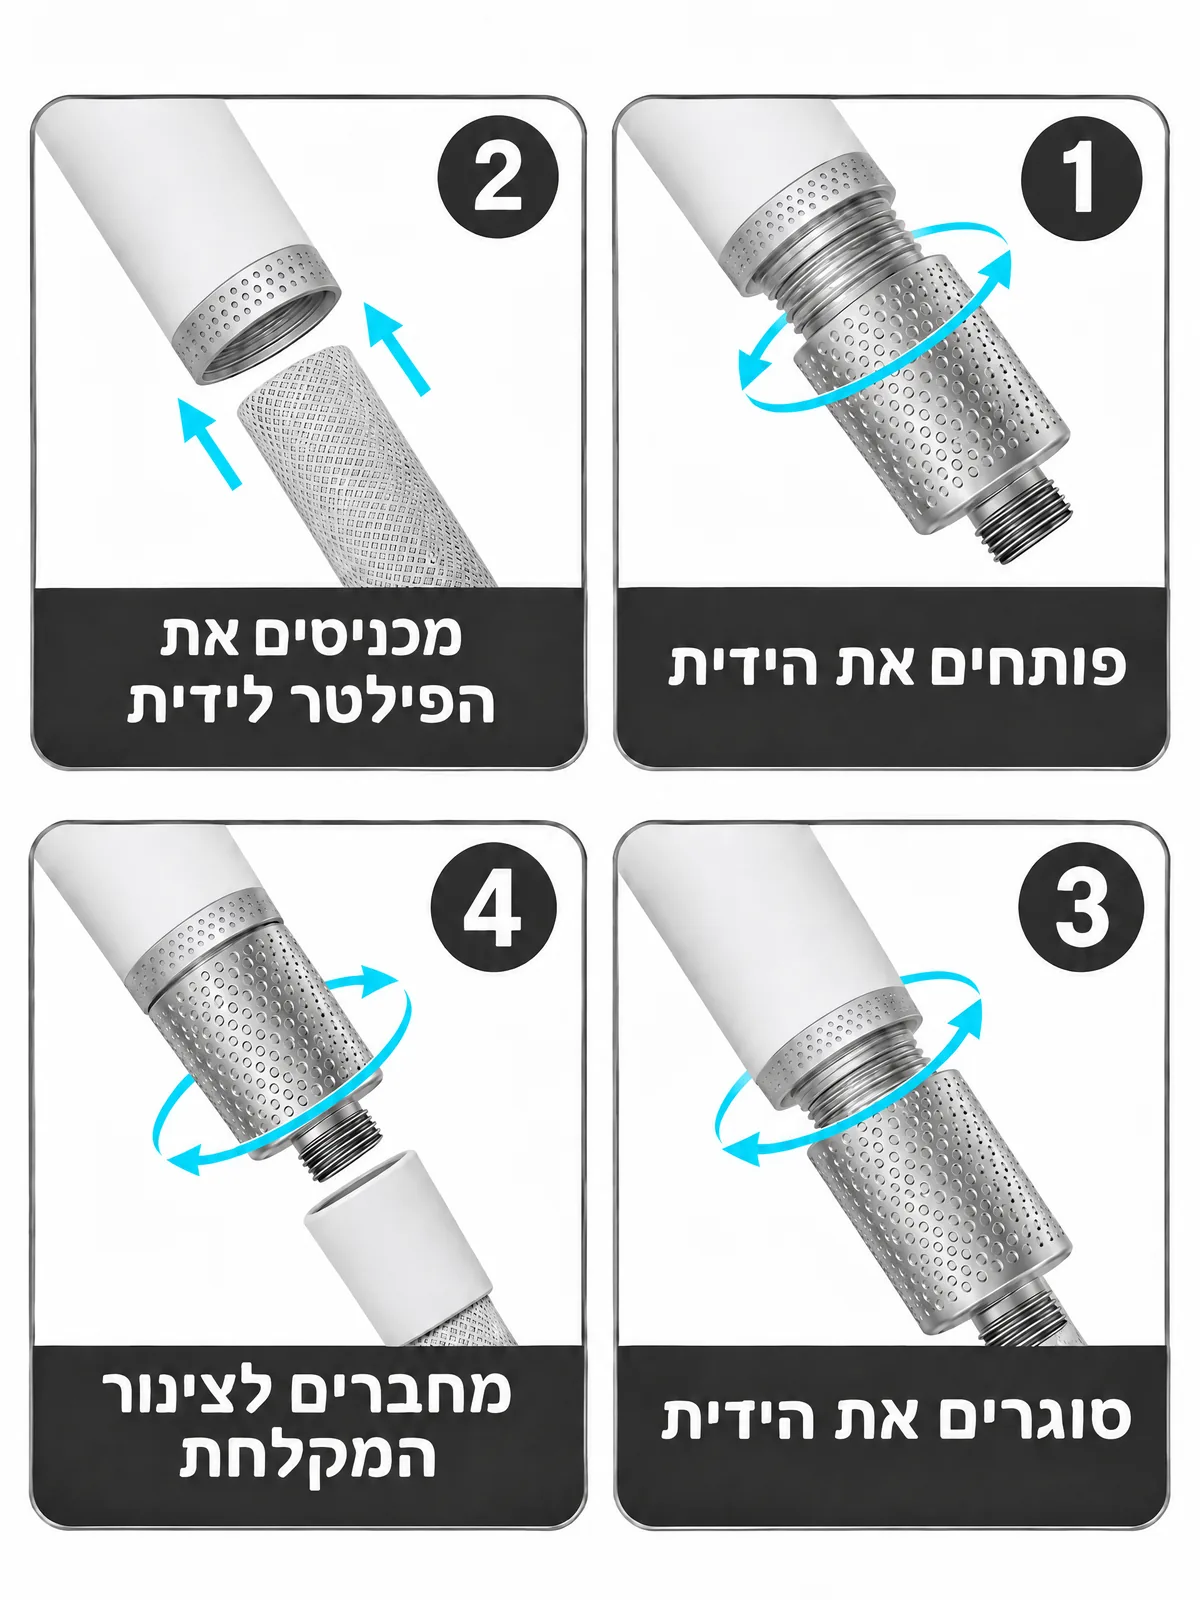 1
פותחים את הידית
2
מכניסים את
הפילטר לידית
3
סוגרים את הידית
4
מחברים לצינור
המקלחת